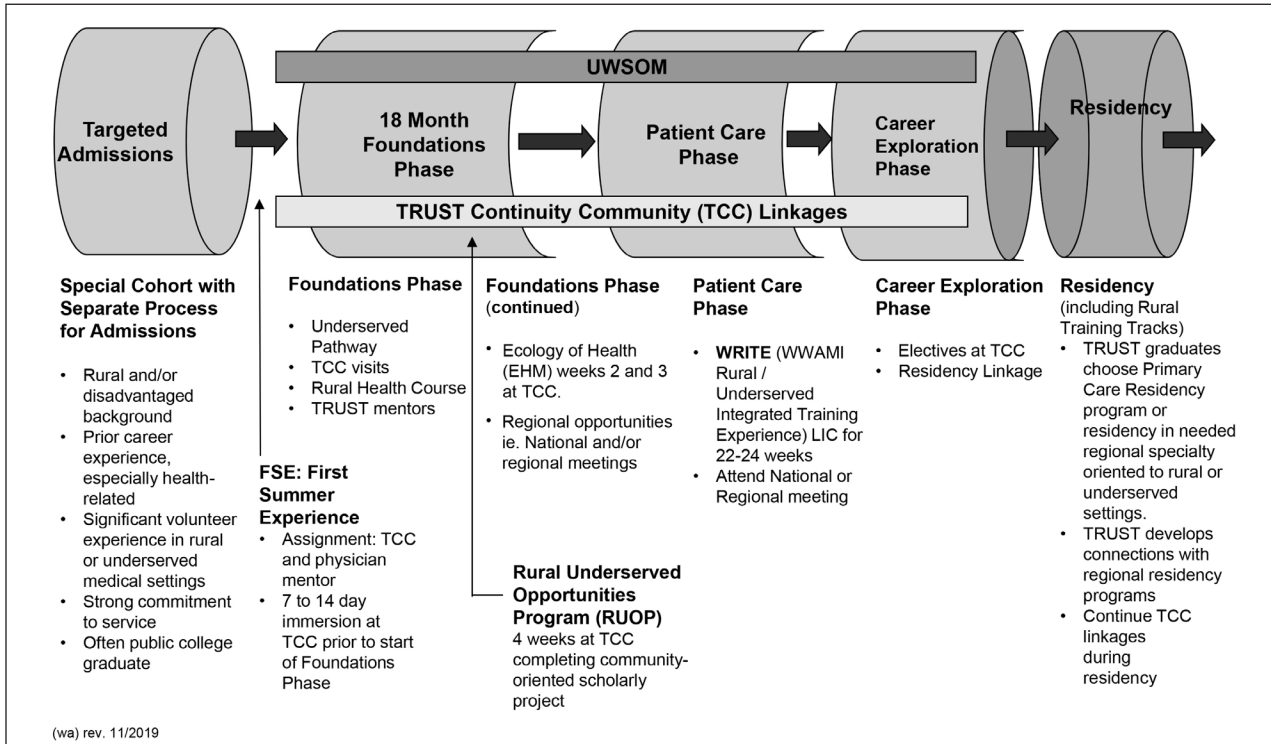 UWSOM
Targeted
Admissions
18 Month
Foundations
Phase
Patient Care
Phase
Career
Exploration
Phase
Residency
TRUST Continuity Community (TCC) Linkages
Special Cohort with
Separate Process
for Admissions
• Rural and/or
disadvantaged
background
• Prior career
experience,
especially health-
related
• Significant volunteer
experience in rural
or underserved
medical settings
• Strong commitment
to service
• Often public college
graduate
FSE: First
Summer
Experience
• Assignment: TCC
and physician
mentor
• 7 to 14 day
immersion at
TCC prior to start
of Foundations
Phase
Foundations Phase
• Underserved
Pathway
• TCC visits
• Rural Health Course
• TRUST mentors
Foundations Phase
(continued)
• Ecology of Health
(EHM) weeks 2 and 3
at TCC.
• Regional opportunities
ie. National and/or
regional meetings
Rural Underserved
Opportunities
Program (RUOP)
4 weeks at TCC
completing community-
oriented scholarly
project
Patient Care
Phase
• WRITE (WWAMI
Rural /
Underserved
Integrated Training
Experience) LIC for
22-24 weeks
• Attend National or
Regional meeting
Career Exploration
Phase
• Electives at TCC
• Residency Linkage
Residency
(including Rural
Training Tracks)
• TRUST graduates
choose Primary
Care Residency
program or
residency in needed
regional specialty
oriented to rural or
underserved
settings.
• TRUST develops
connections with
regional residency
programs
• Continue TCC
linkages
during
residency
(wa) rev. 11/2019